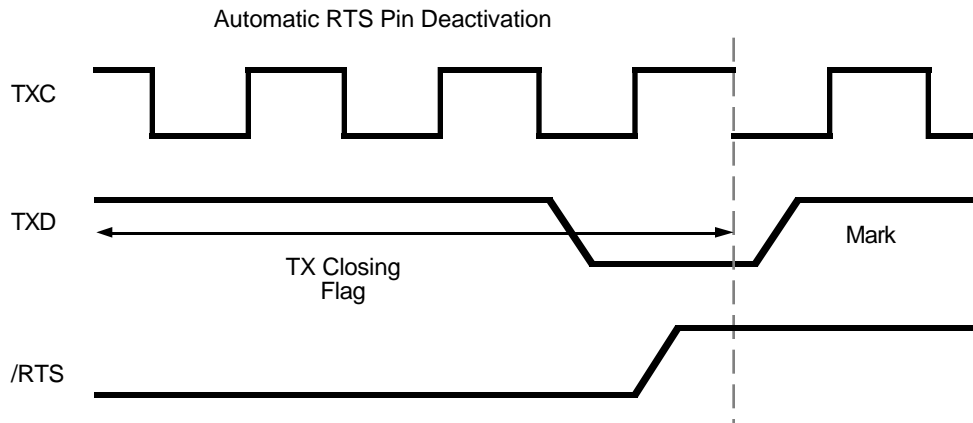 Automatic RTS Pin Deactivation
TXC
TXD
Mark
TX Closing
Flag
/RTS